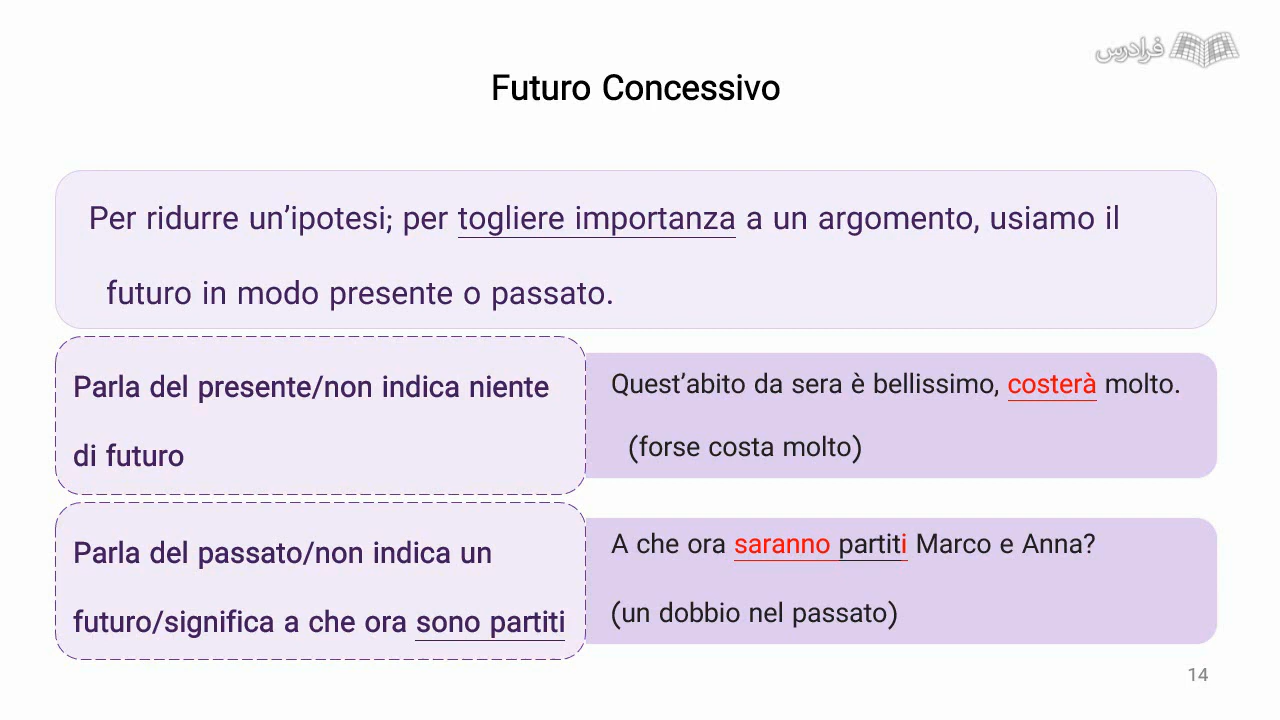 فرادرس
Futuro Concessivo
Per ridurre un’ipotesi; per togliere importanza a un argomento, usiamo il
futuro in modo presente o passato.
Parla del presente/non indica niente
di futuro
Quest’abito da sera è bellissimo, costerà molto.
(forse costa molto)
Parla del passato/non indica un
futuro/significa a che ora sono partiti
A che ora saranno partiti Marco e Anna?
(un dobbio nel passato)
14